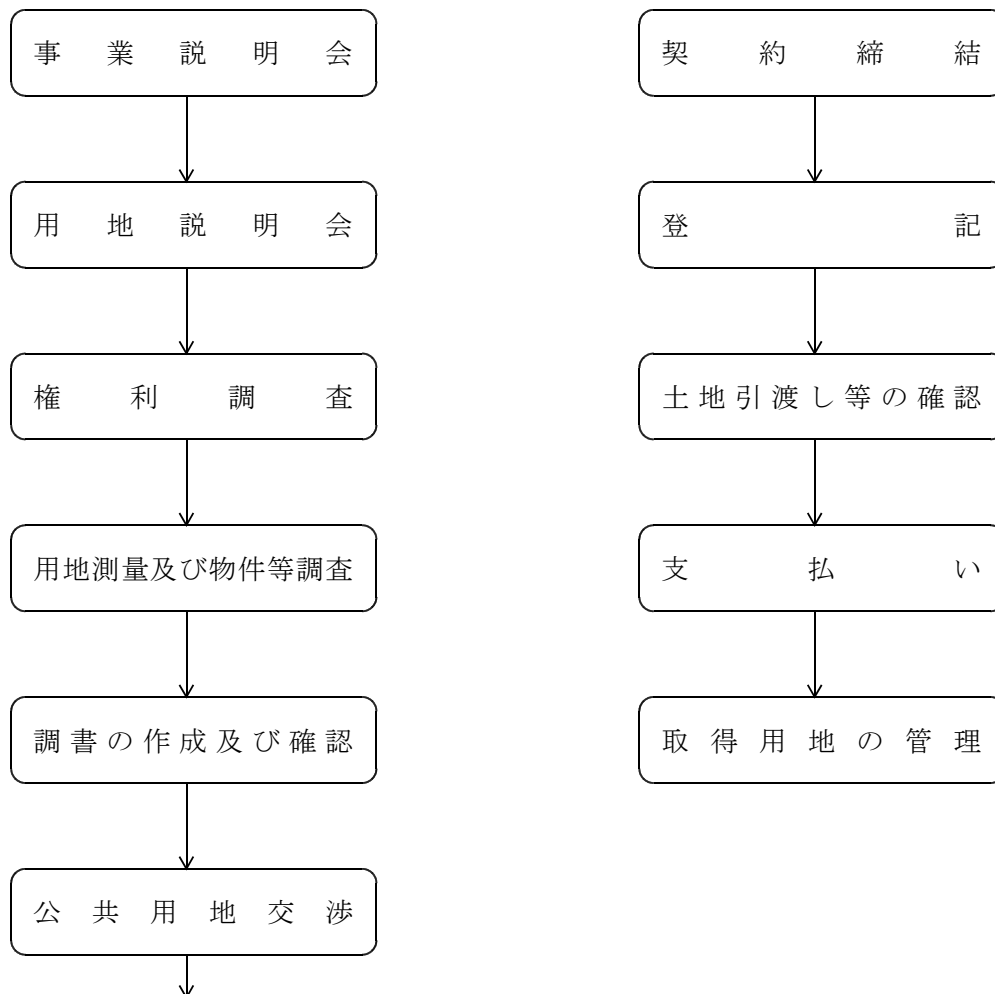 事業説明会
用地説明会
権利調査
用地測量及び物件等調査
調書の作成及び確認
公共用地交渉
契約締結
登記
土地引渡し等の確認
支払い
取得用地の管理